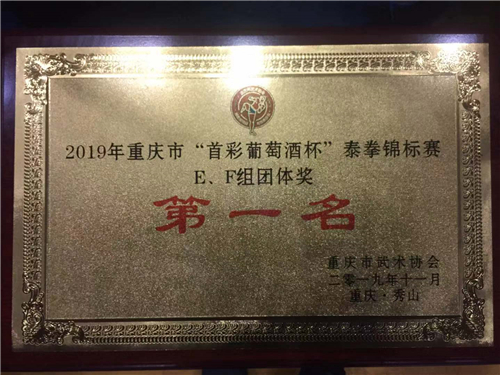 2019年重庆市“首彩葡萄酒杯”泰拳锦标赛
E、F组团体奖
第一名
重庆市武术协会
二零一九年十一月
重庆·秀山